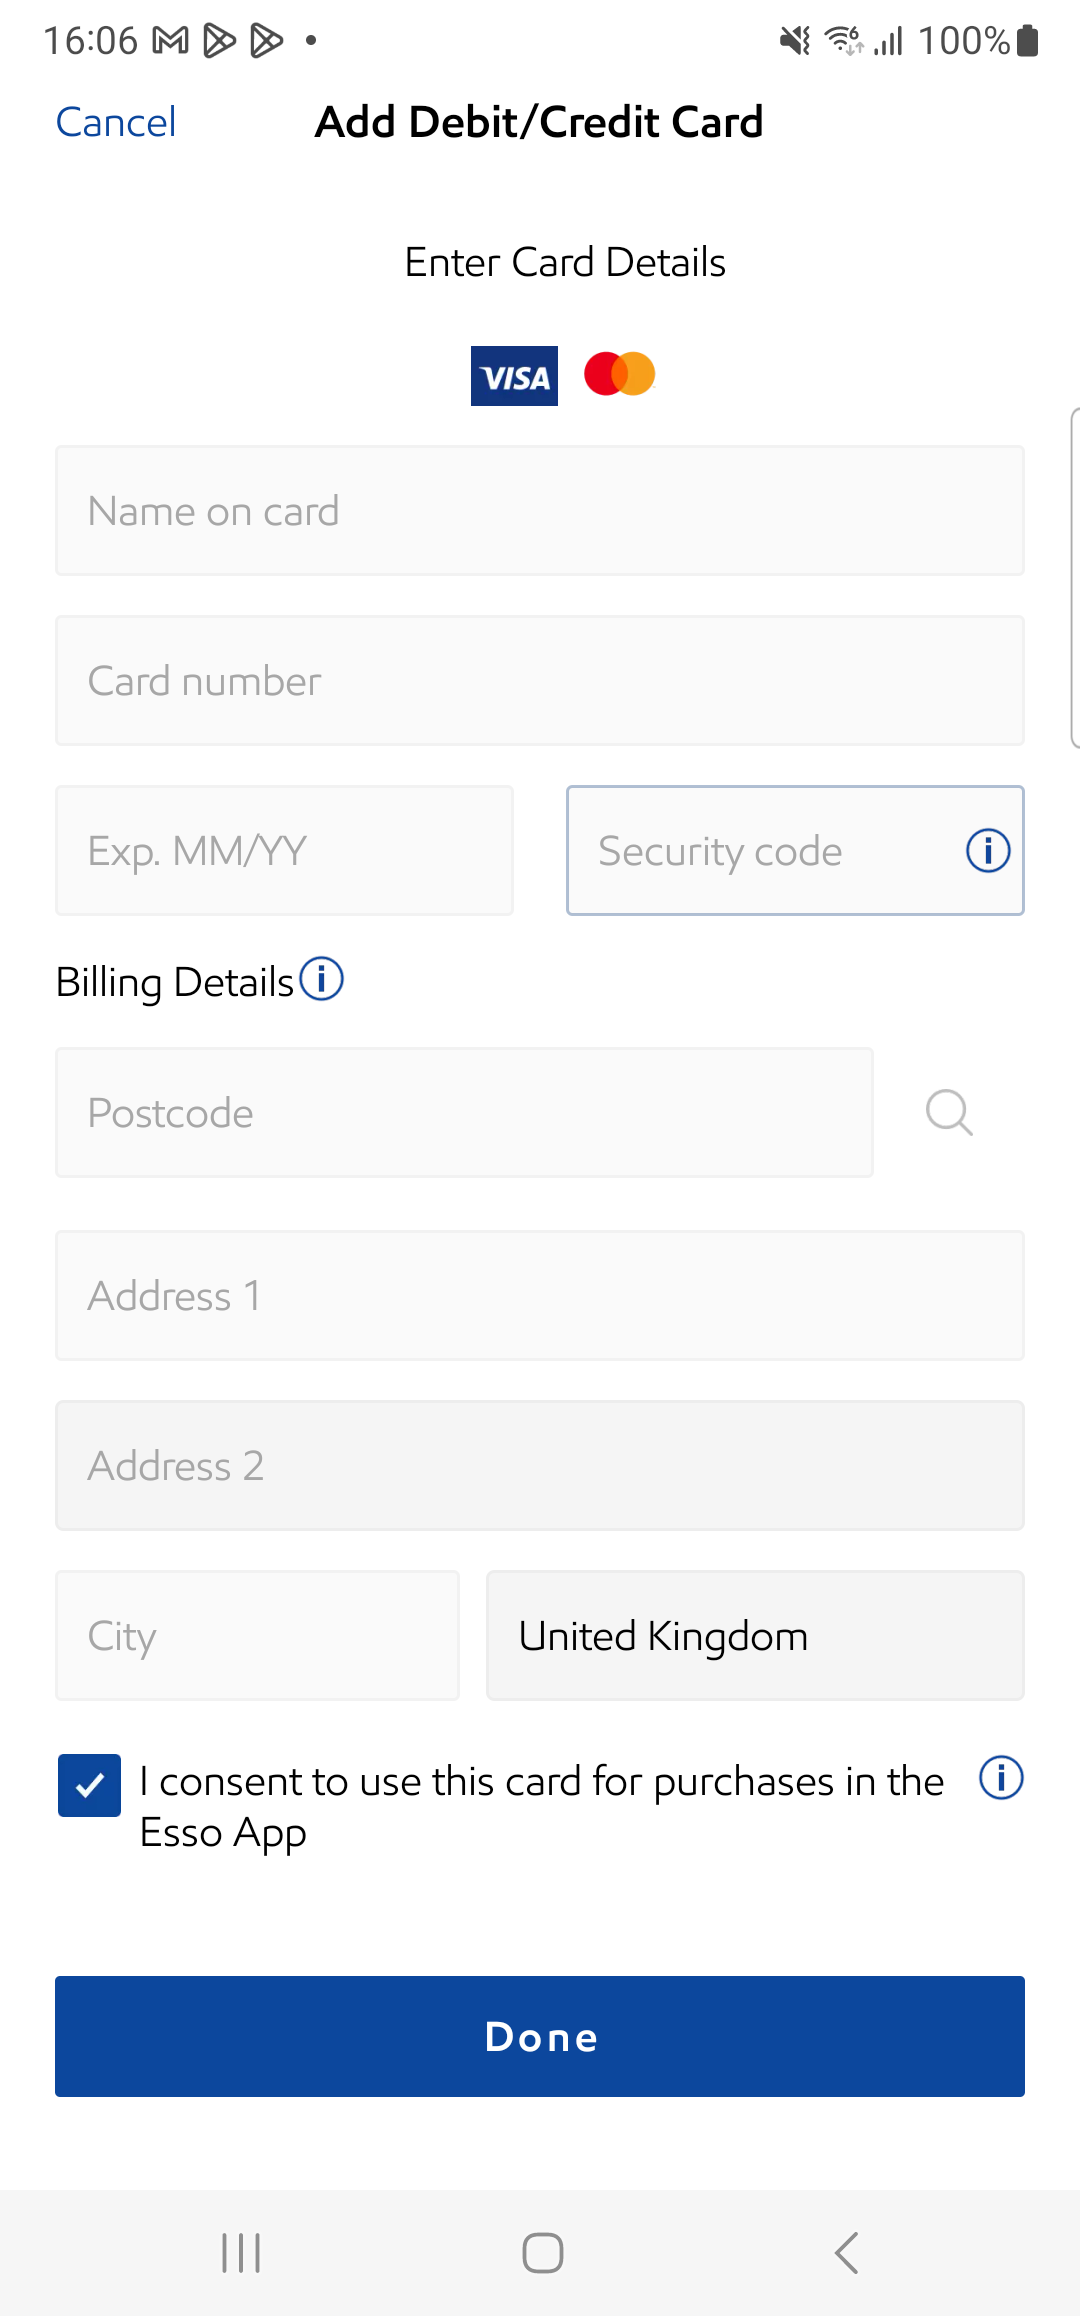 16:06 100%
Cancel Add Debit/Credit Card
Enter Card Details
VISA
Name on card
Card number
Exp. MM/YY Security code
Billing Details
Postcode
Address 1
Address 2
City United Kingdom
I consent to use this card for purchases in the
Esso App
Done